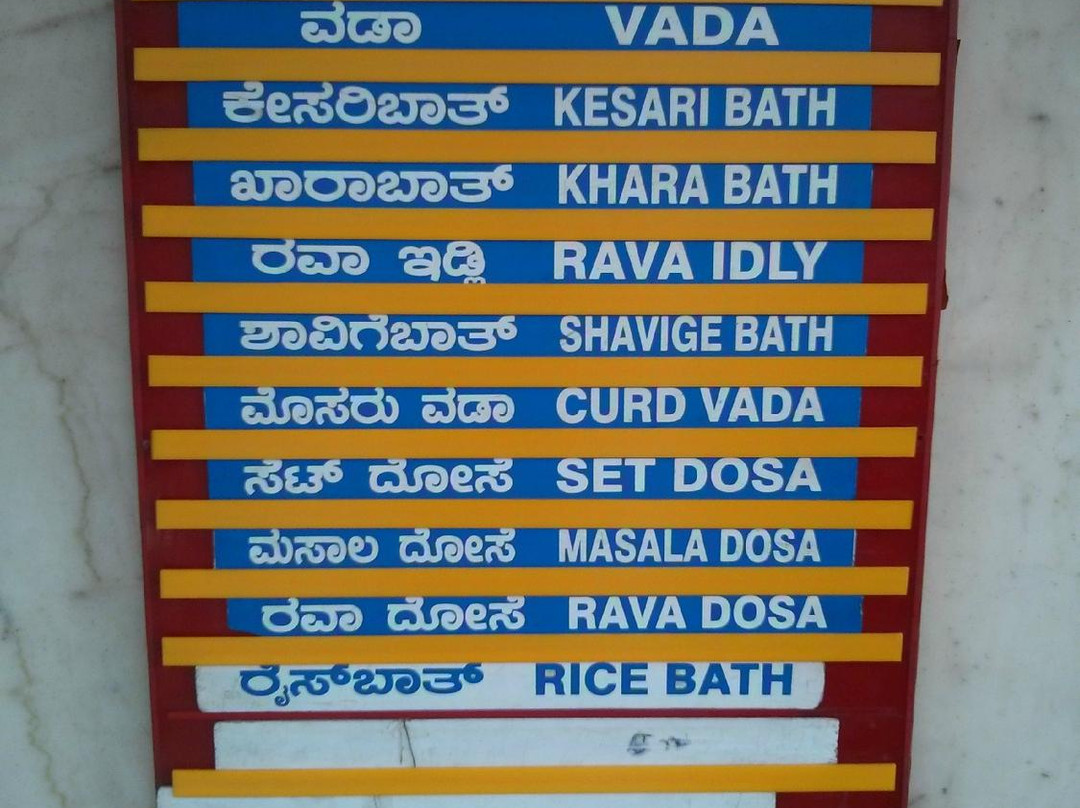 ವಡಾ VADA
ಕೇಸರಿಬಾತ್ KESARI BATH
ಖಾರಾಬಾತ್ KHARA BATH
ರವಾ ಇಡ್ಲಿ RAVA IDLY
ಶಾವಿಗೆಬಾತ್ SHAVIGE BATH
ಮೊಸರು ವಡಾ CURD VADA
ಸೆಟ್ ದೋಸೆ SET DOSA
ಮಸಾಲ ದೋಸೆ MASALA DOSA
ರವಾ ದೋಸೆ RAVA DOSA
ರೈಸ್‌ಬಾತ್ RICE BATH